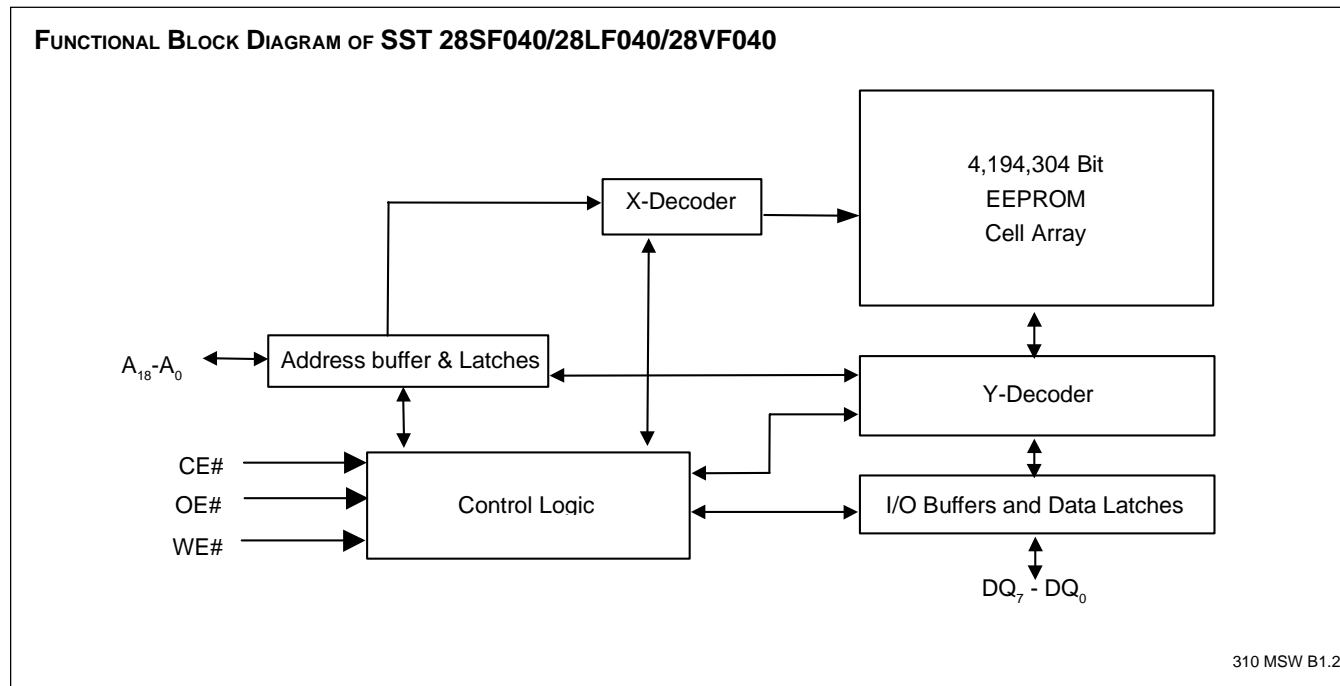 FUNCTIONAL BLOCK DIAGRAM OF SST 28SF040/28LF040/28VF040
4,194,304 Bit
EEPROM
Cell Array
X-Decoder
A18-A0
Address buffer & Latches
Y-Decoder
CE#
OE#
WE#
Control Logic
I/O Buffers and Data Latches
DQ7 - DQ0
310 MSW B1.2